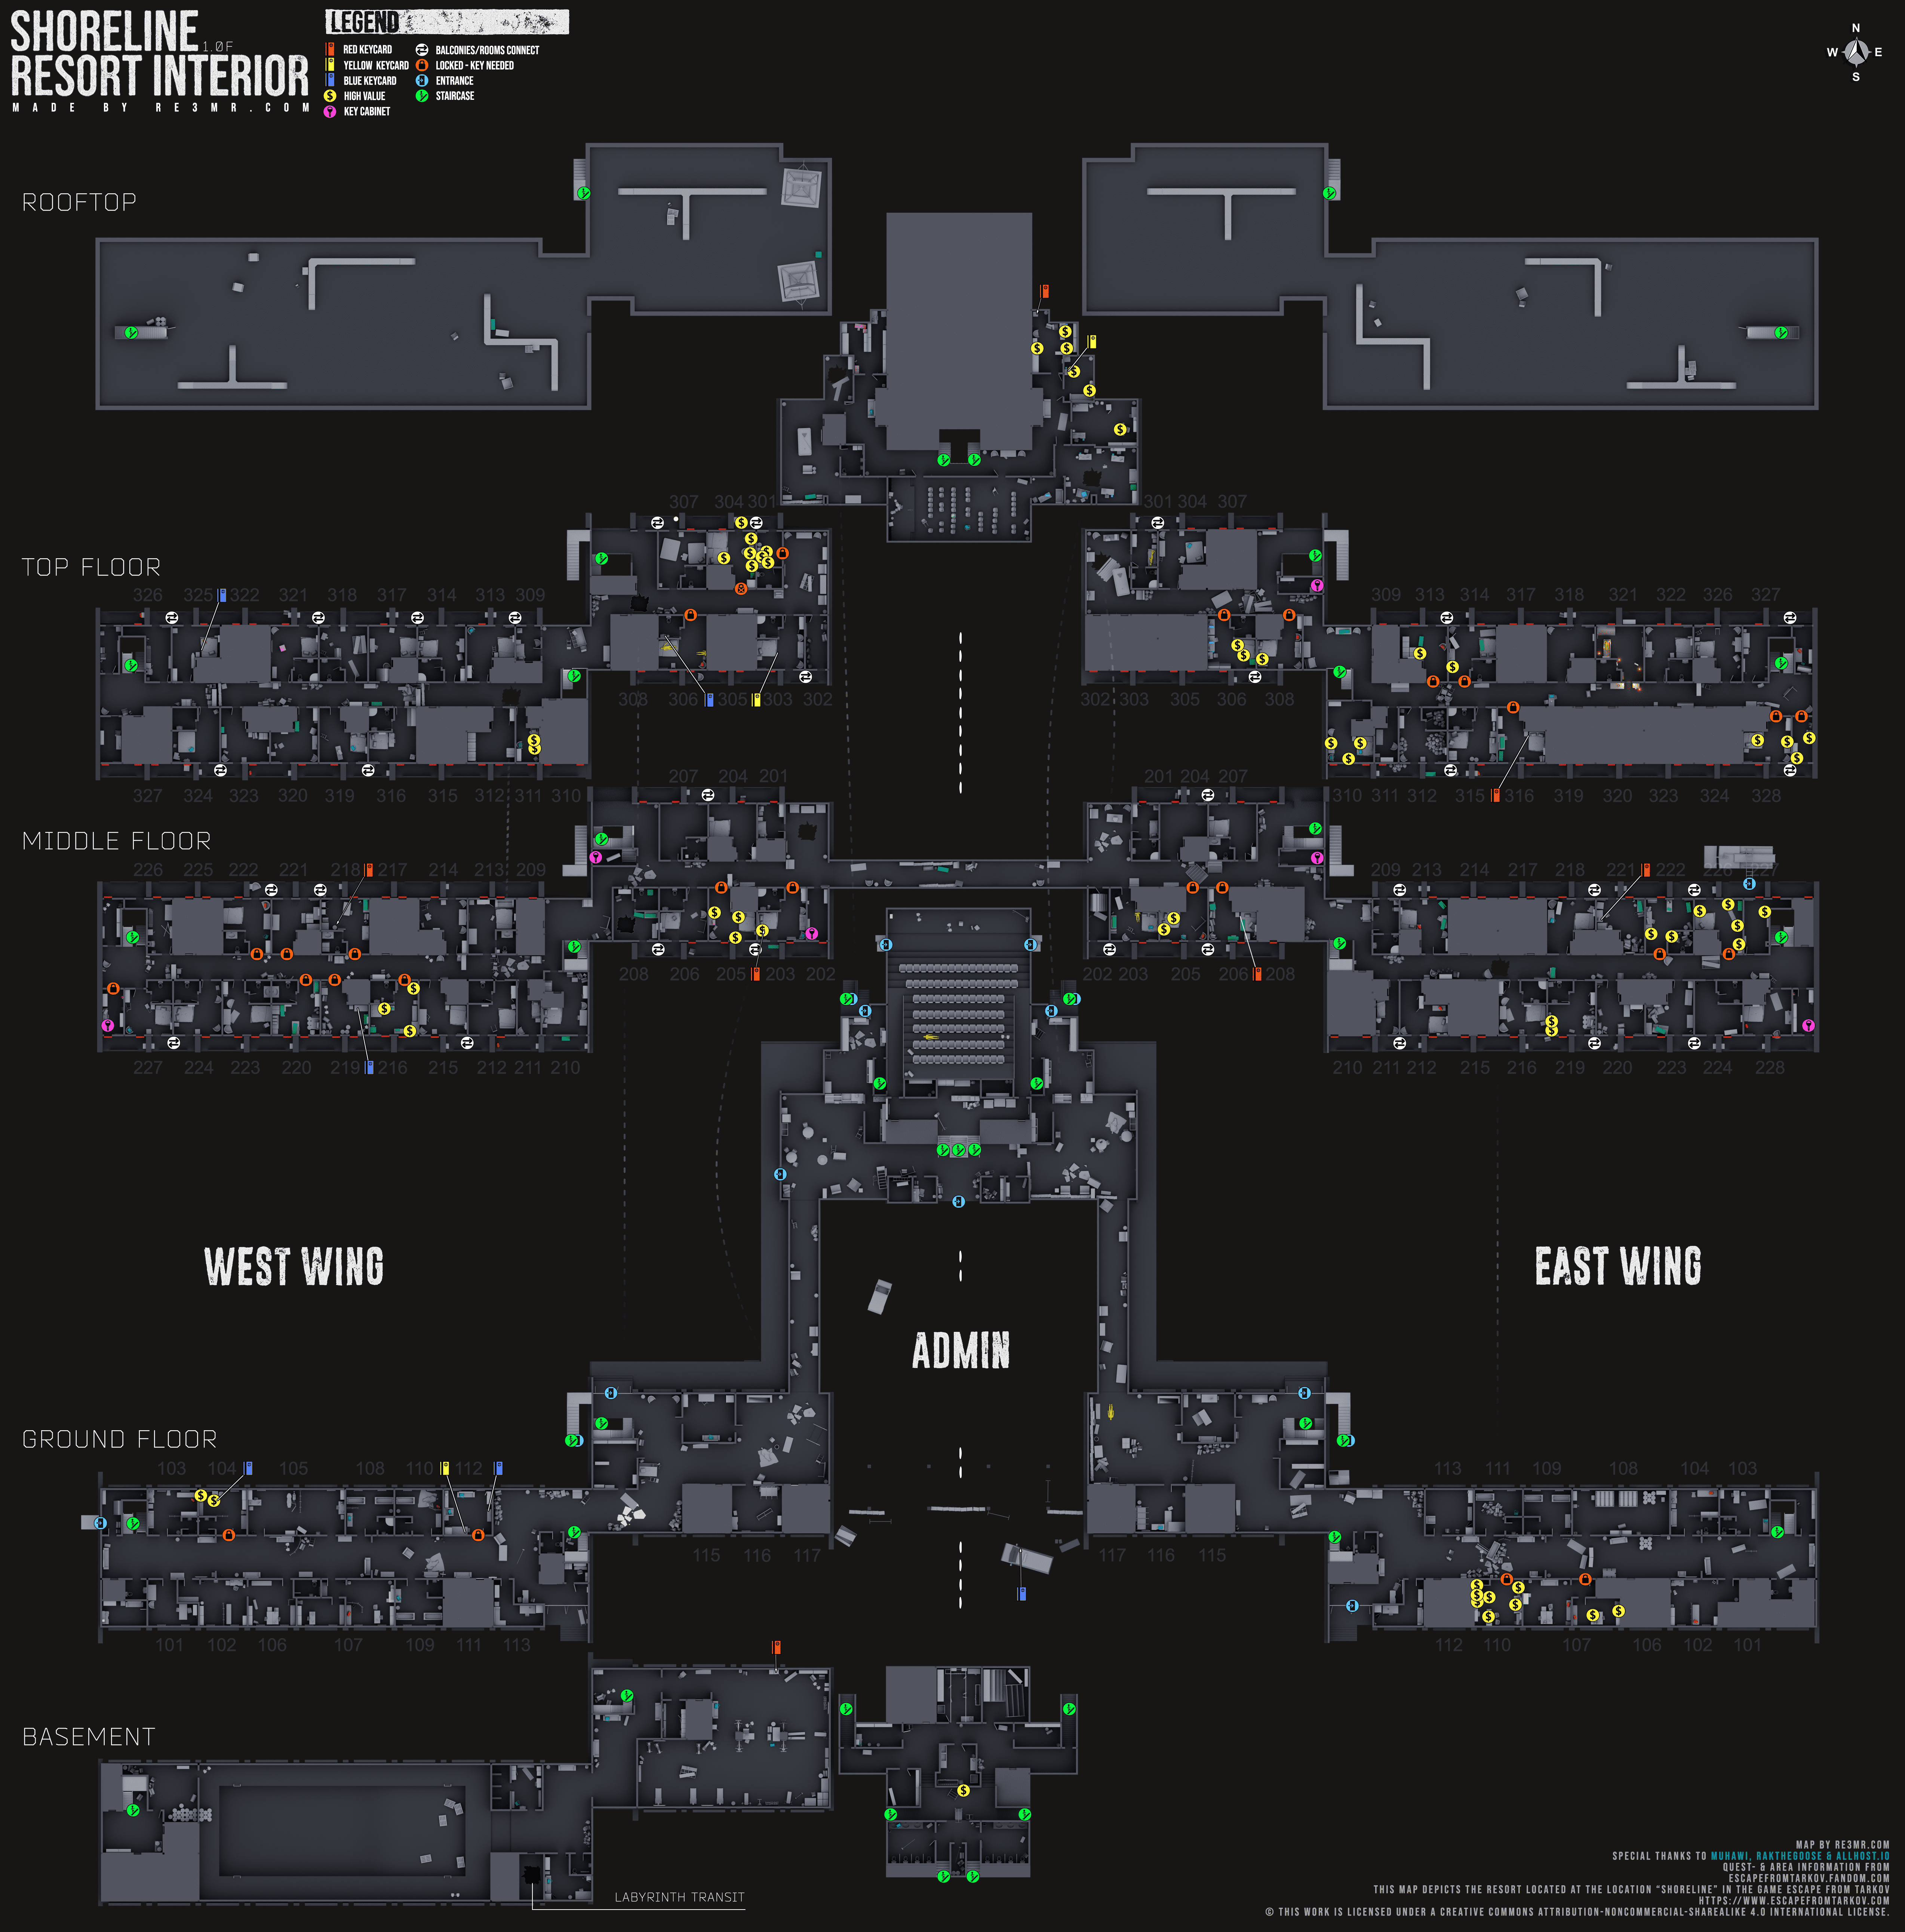 SHORELINE 1.0F
RESORT INTERIOR
MADE BY RE3MR.COM
LEGEND
RED KEYCARD
YELLOW KEYCARD
BLUE KEYCARD
HIGH VALUE
KEY CABINET
BALCONIES/ROOMS CONNECT
LOCKED - KEY NEEDED
ENTRANCE
STAIRCASE
N
W E
S
ROOFTOP
307 304 301
301 304 307
TOP FLOOR
326 325 322 321 318 317 314 313 309
309 313 314 317 318 321 322 326 327
308 306 305 303 302
302 303 305 306 308
327 324 323 320 319 316 315 312 311 310
310 311 312 315 316 319 320 323 324 328
207 204 201
201 204 207
MIDDLE FLOOR
226 225 222 221 218 217 214 213 209
209 213 214 217 218 221 222 226 227
208 206 205 203 202
202 203 205 206 208
227 224 223 220 219 216 215 212 211 210
210 211 212 215 216 219 220 223 224 228
WEST WING
EAST WING
ADMIN
GROUND FLOOR
103 104 105 108 110 112
113 111 109 108 104 103
115 116 117
117 116 115
101 102 106 107 109 111 113
112 110 107 106 102 101
BASEMENT
LABYRINTH TRANSIT
MAP BY RE3MR.COM
SPECIAL THANKS TO MUHAWI, RAKTHEGOOSE & ALLHOST.IO
QUEST- & AREA INFORMATION FROM
ESCAPEFROMTARKOV.FANDOM.COM
THIS MAP DEPICTS THE RESORT LOCATED AT THE LOCATION “SHORELINE” IN THE GAME ESCAPE FROM TARKOV
HTTPS://WWW.ESCAPEFROMTARKOV.COM
© THIS WORK IS LICENSED UNDER A CREATIVE COMMONS ATTRIBUTION-NONCOMMERCIAL-SHAREALIKE 4.0 INTERNATIONAL LICENSE.